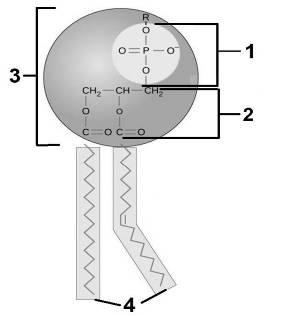 R
O
O=P—O⁻
O
1
3
CH₂—CH—CH₂
2
O O
C=O C=O
4